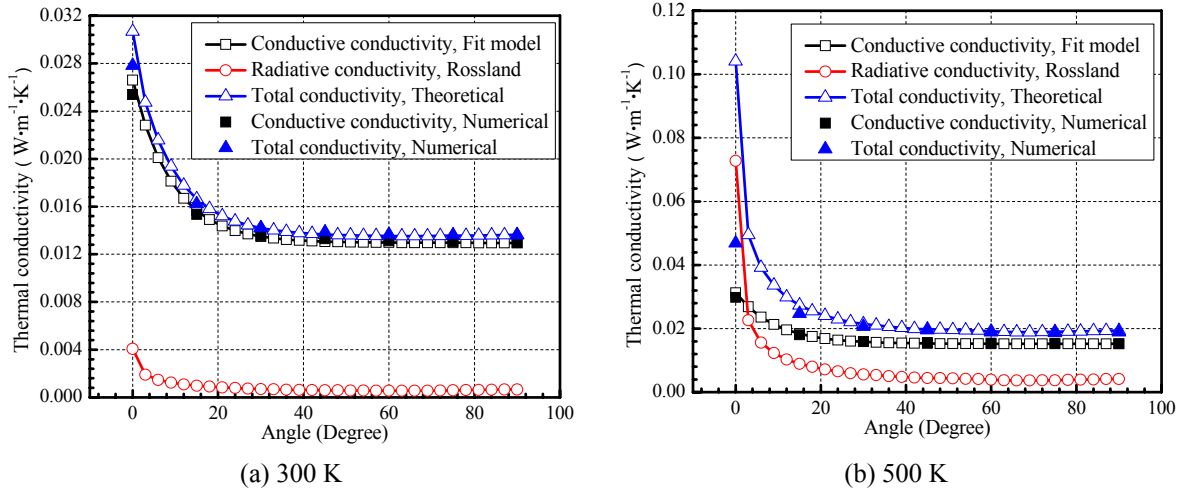 0.032
0.028
0.024
0.020
0.016
0.012
0.008
0.004
0.000
Thermal conductivity ( W·m⁻¹·K⁻¹)
Conductive conductivity, Fit model
Radiative conductivity, Rossland
Total conductivity, Theoretical
Conductive conductivity, Numerical
Total conductivity, Numerical
0 20 40 60 80 100
Angle (Degree)
(a) 300 K
0.12
0.10
0.08
0.06
0.04
0.02
0.00
Thermal conductivity ( W·m⁻¹·K⁻¹)
Conductive conductivity, Fit model
Radiative conductivity, Rossland
Total conductivity, Theoretical
Conductive conductivity, Numerical
Total conductivity, Numerical
0 20 40 60 80 100
Angle (Degree)
(b) 500 K